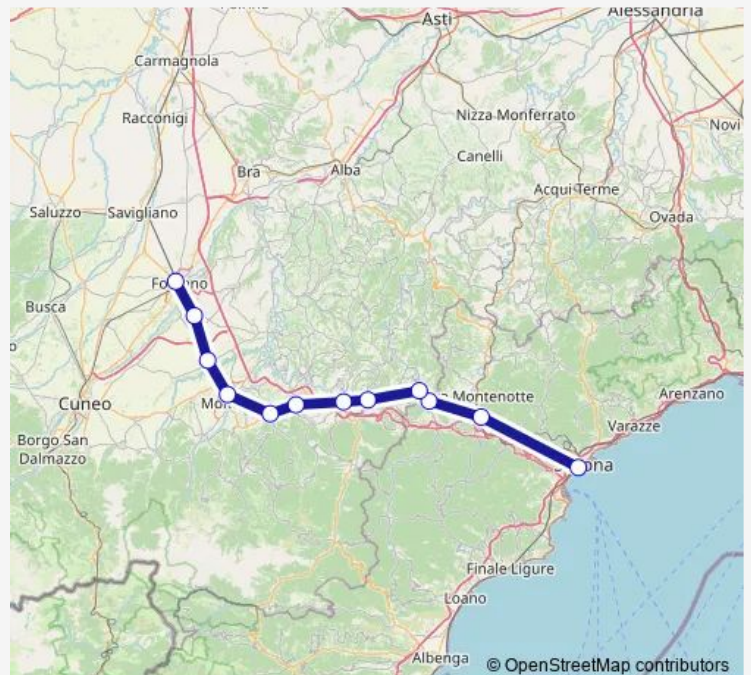 Asti
Alessandria
Carmagnola
Racconigi
Nizza Monferrato
Novi
Canelli
Bra
Alba
Acqui Terme
Saluzzo
Savigliano
Ovada
Busca
Cuneo
Montenotte
Arenzano
Varazze
Borgo San
Dalmazzo
Finale Ligure
Loano
Albenga
© OpenStreetMap contributors